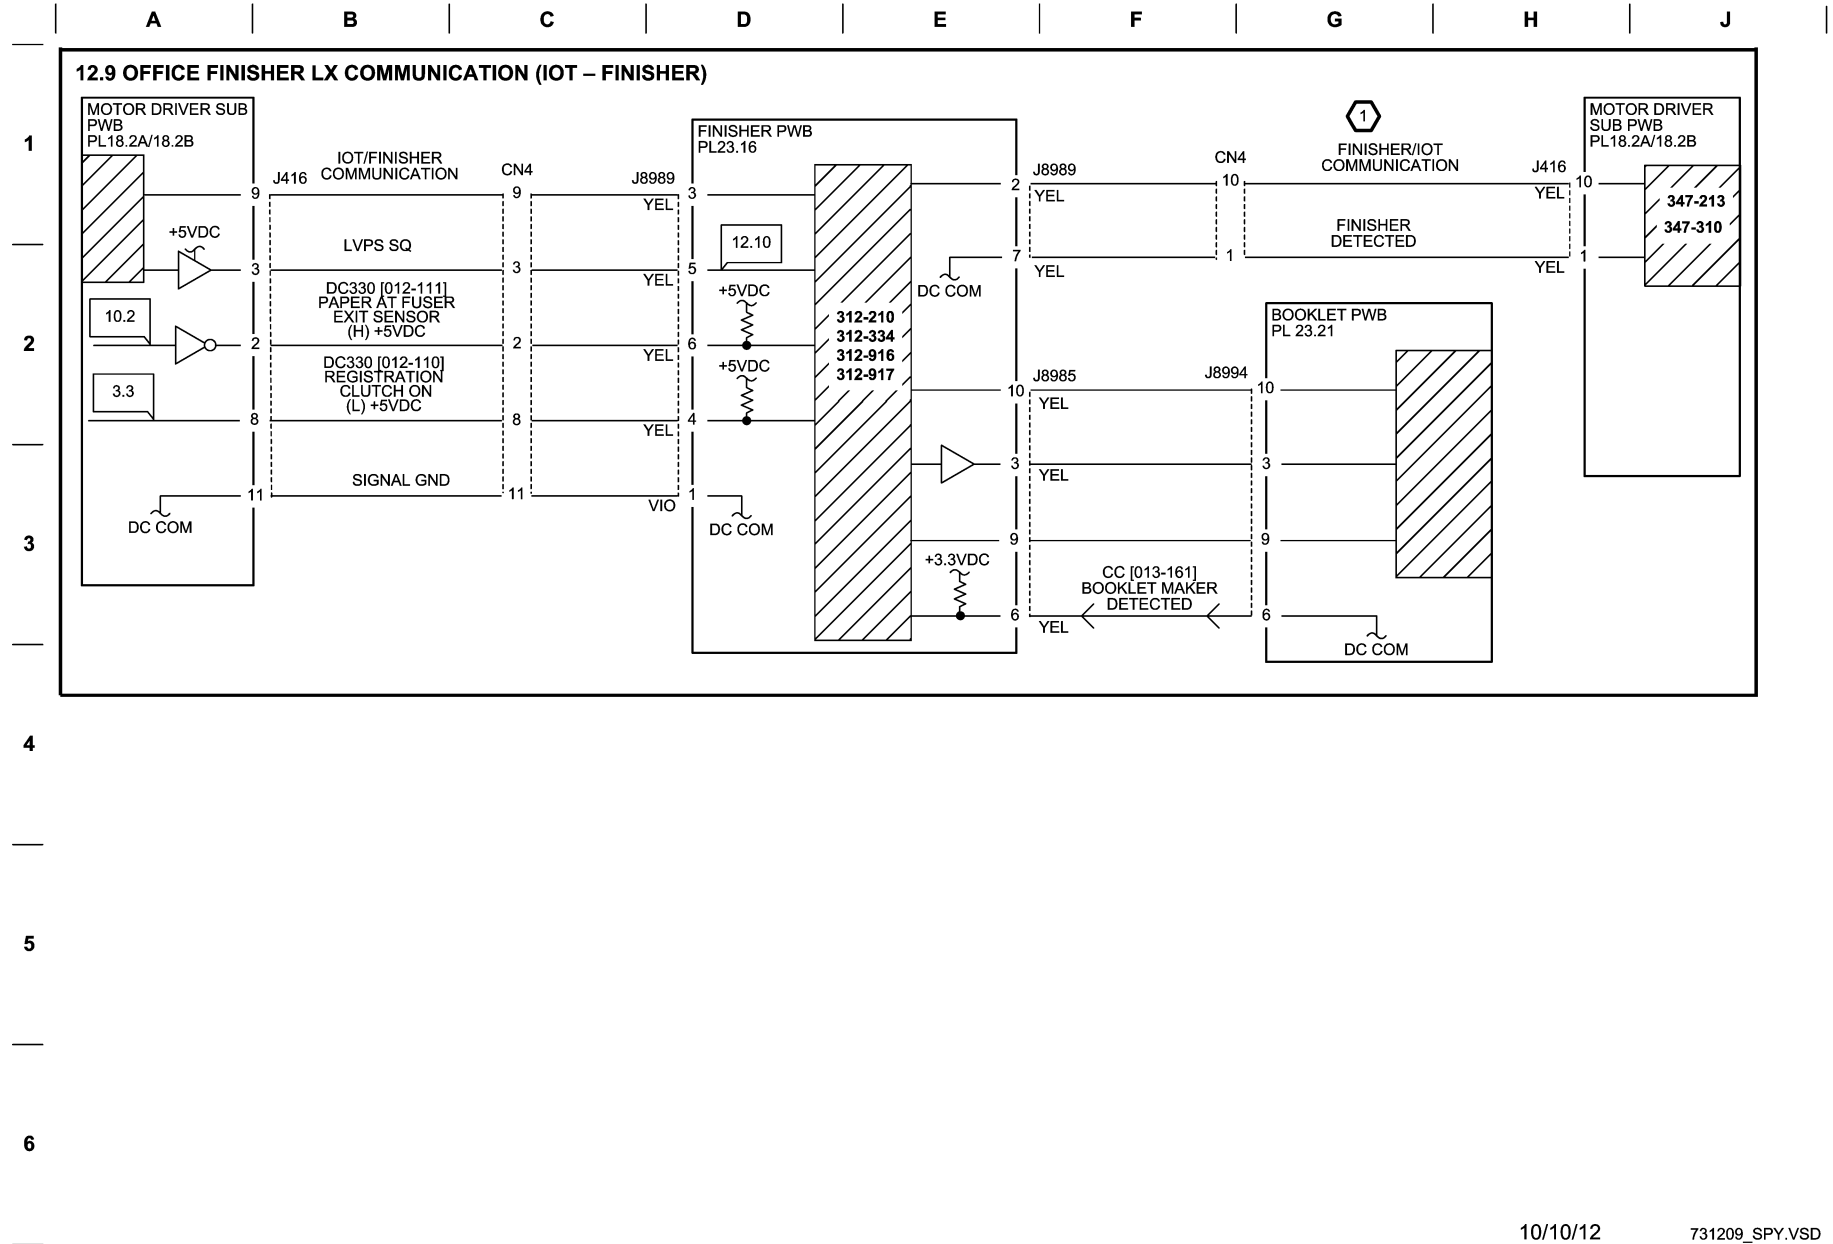 A B C D E F G H J
12.9 OFFICE FINISHER LX COMMUNICATION (IOT – FINISHER)
1
2
3
4
5
6
MOTOR DRIVER SUB
PWB
PL18.2A/18.2B
+5VDC
10.2
3.3
DC COM
9
3
2
8
11
J416
IOT/FINISHER
COMMUNICATION
LVPS SQ
DC330 [012-111]
PAPER AT FUSER
EXIT SENSOR
(H) +5VDC
DC330 [012-110]
REGISTRATION
CLUTCH ON
(L) +5VDC
SIGNAL GND
CN4
9
3
2
8
11
J8989
YEL
YEL
YEL
YEL
VIO
3
5
6
4
1
FINISHER PWB
PL23.16
12.10
+5VDC
+5VDC
DC COM
312-210
312-334
312-916
312-917
DC COM
+3.3VDC
2
7
10
3
9
6
J8989
YEL
YEL
CN4
10
1
1
FINISHER/IOT
COMMUNICATION
FINISHER
DETECTED
J416
YEL
YEL
10
1
MOTOR DRIVER
SUB PWB
PL18.2A/18.2B
347-213
347-310
J8985
YEL
YEL
YEL
CC [013-161]
BOOKLET MAKER
DETECTED
J8994
10
3
9
6
BOOKLET PWB
PL 23.21
DC COM
10/10/12 731209_SPY.VSD